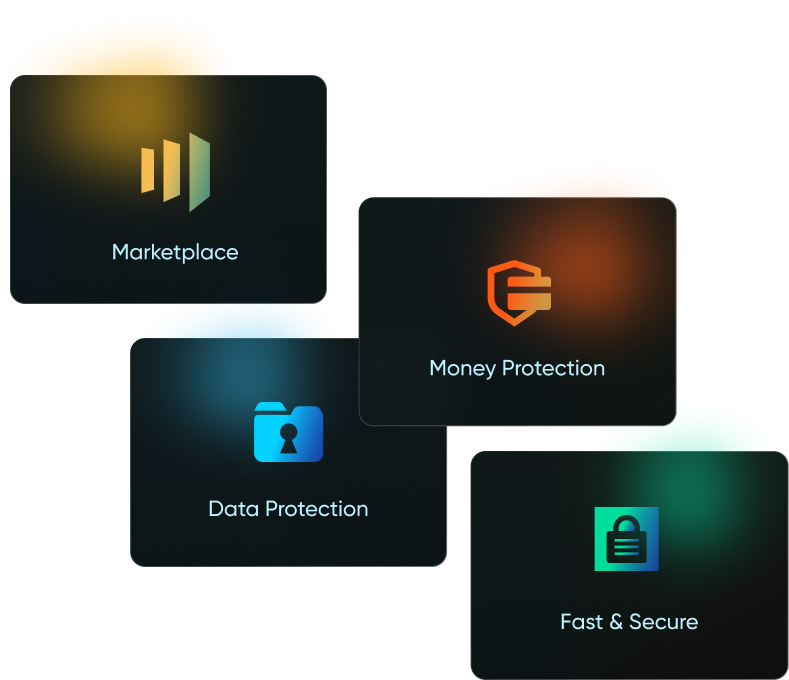 Marketplace
Money Protection
Data Protection
Fast & Secure